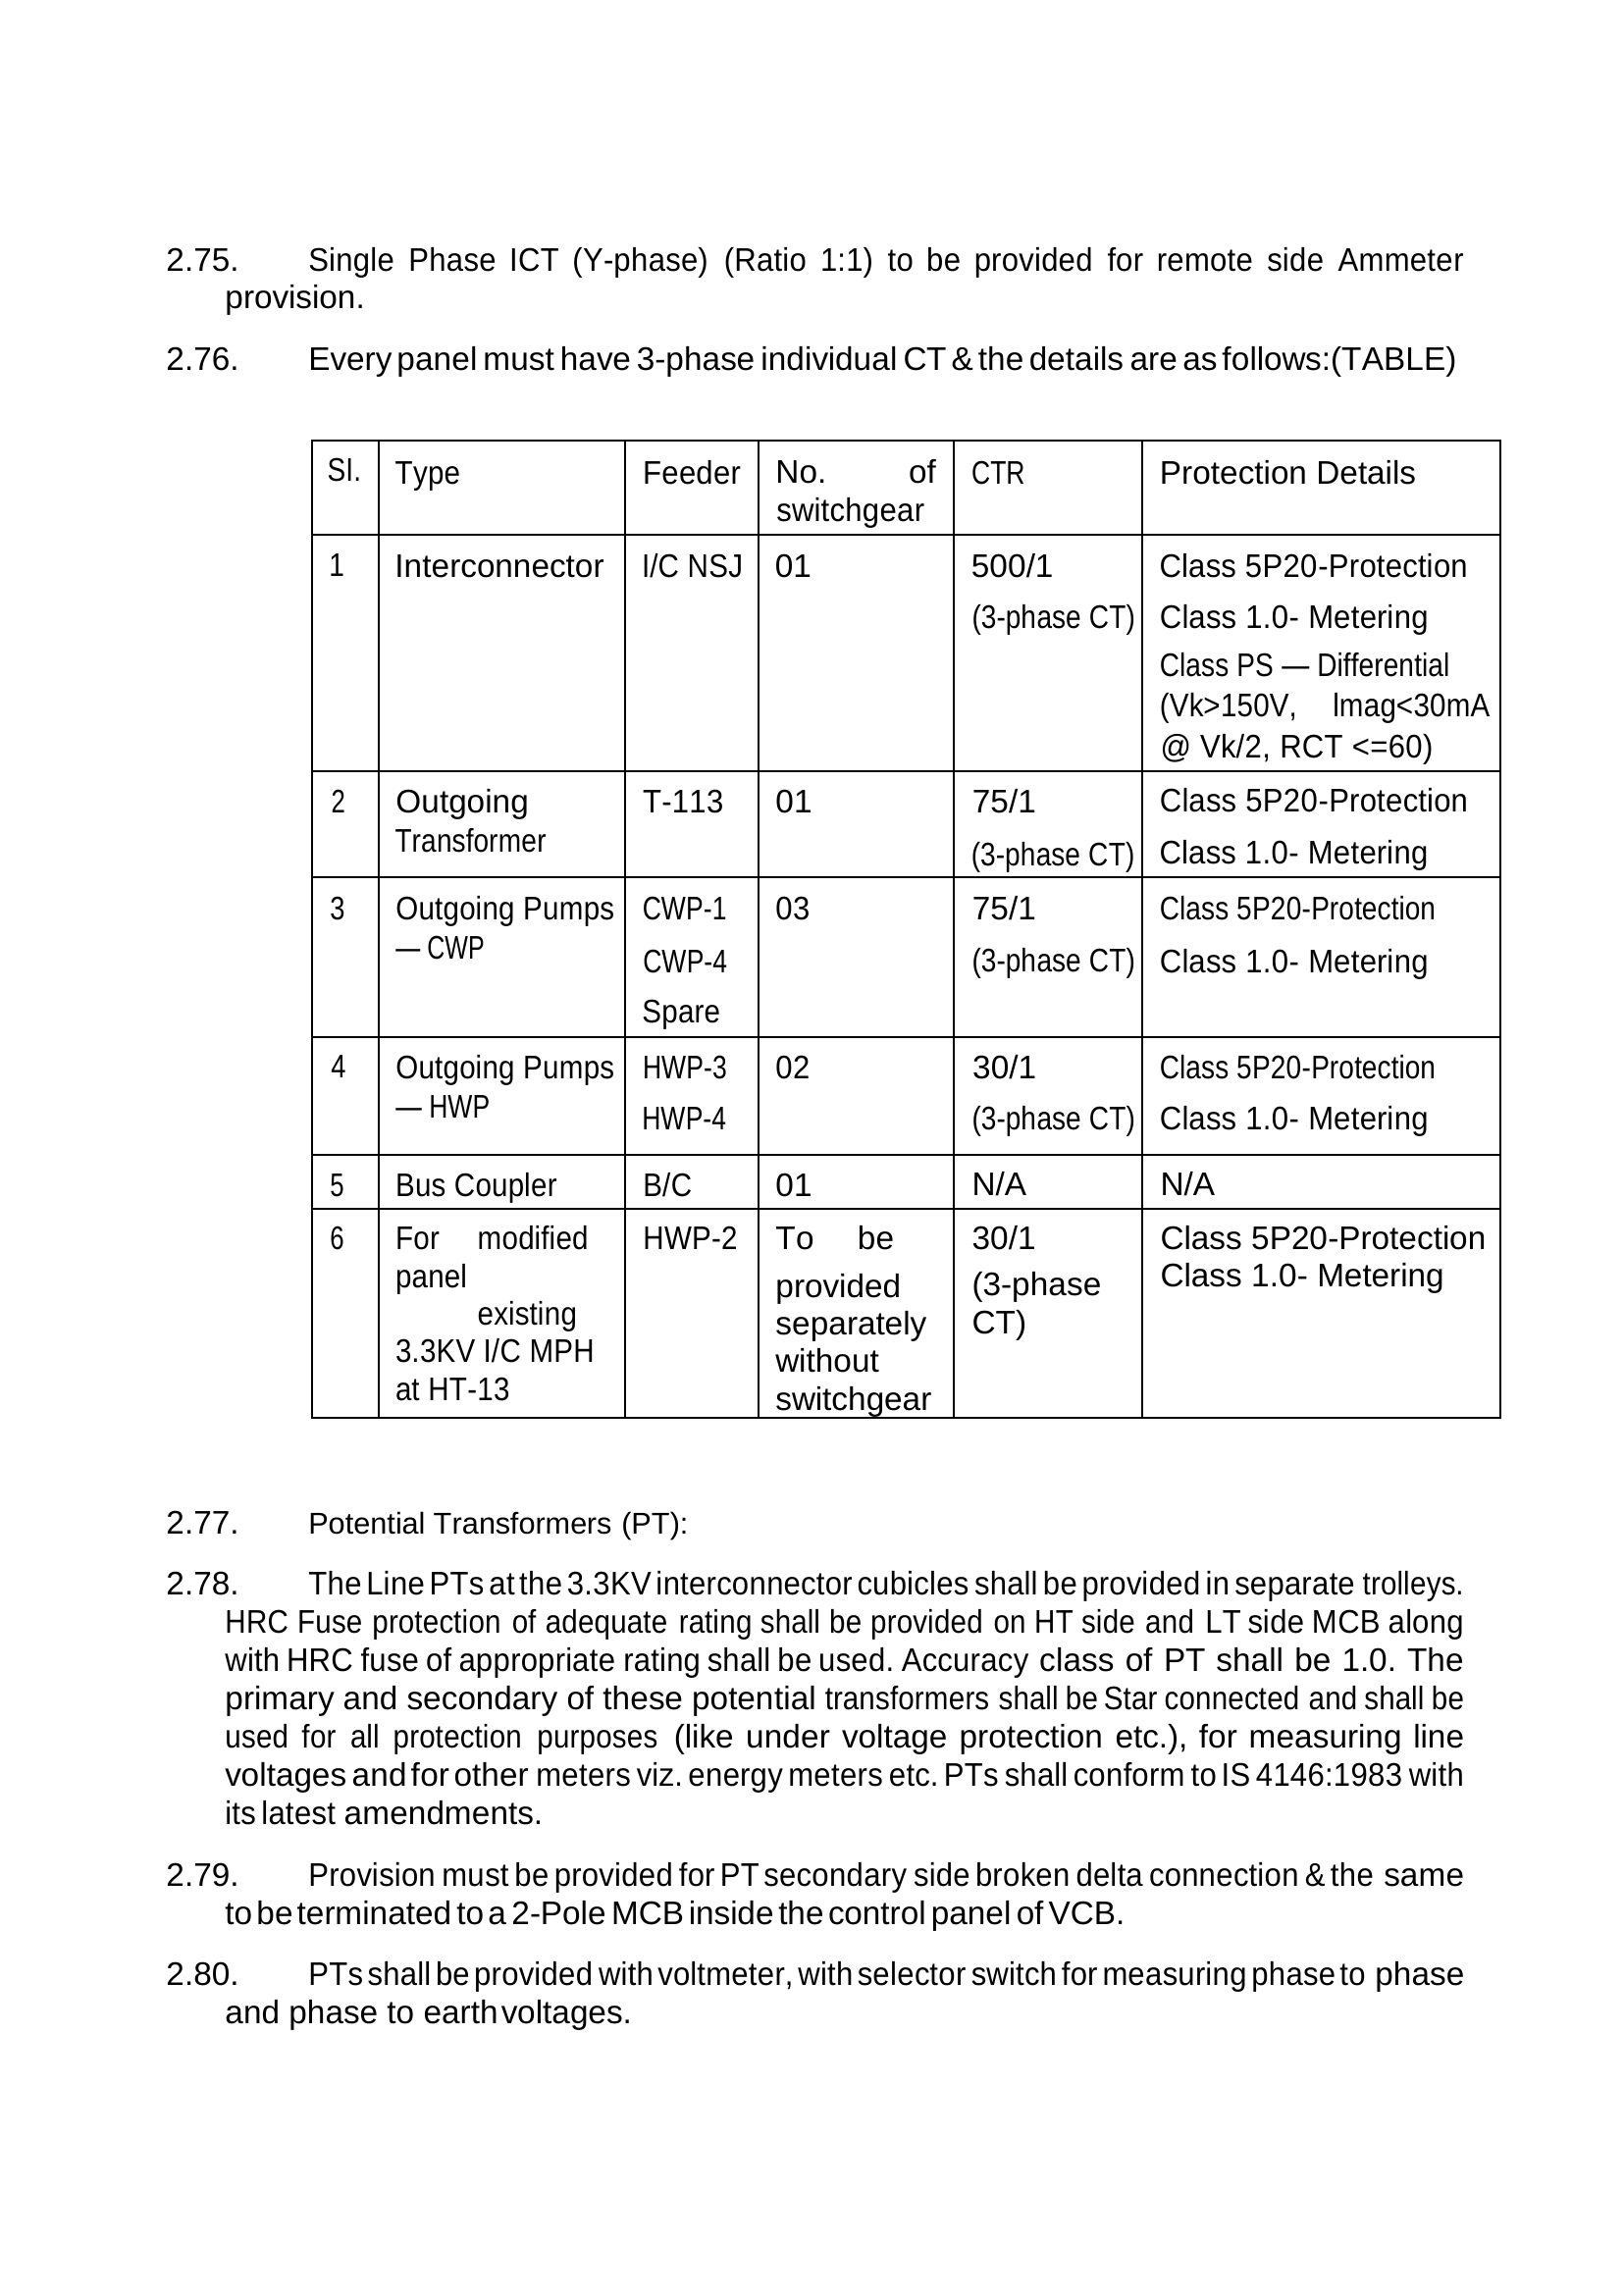 2.75. Single Phase ICT (Y-phase) (Ratio 1:1) to be provided for remote side Ammeter
provision.
2.76. Every panel must have 3-phase individual CT & the details are as follows:(TABLE)
SI. Type Feeder No. of CTR Protection Details
switchgear
1 Interconnector I/C NSJ 01 500/1 Class 5P20-Protection
(3-phase CT) Class 1.0- Metering
Class PS — Differential
(Vk>150V, lmag<30mA
@ Vk/2, RCT <=60)
2 Outgoing T-113 01 75/1 Class 5P20-Protection
Transformer (3-phase CT) Class 1.0- Metering
3 Outgoing Pumps CWP-1 03 75/1 Class 5P20-Protection
— CWP CWP-4 (3-phase CT) Class 1.0- Metering
Spare
4 Outgoing Pumps HWP-3 02 30/1 Class 5P20-Protection
— HWP HWP-4 (3-phase CT) Class 1.0- Metering
5 Bus Coupler B/C 01 N/A N/A
6 For modified HWP-2 To be 30/1 Class 5P20-Protection
panel provided (3-phase Class 1.0- Metering
existing separately CT)
3.3KV I/C MPH without
at HT-13 switchgear
2.77. Potential Transformers (PT):
2.78. The Line PTs at the 3.3KV interconnector cubicles shall be provided in separate trolleys.
HRC Fuse protection of adequate rating shall be provided on HT side and LT side MCB along
with HRC fuse of appropriate rating shall be used. Accuracy class of PT shall be 1.0. The
primary and secondary of these potential transformers shall be Star connected and shall be
used for all protection purposes (like under voltage protection etc.), for measuring line
voltages and for other meters viz. energy meters etc. PTs shall conform to IS 4146:1983 with
its latest amendments.
2.79. Provision must be provided for PT secondary side broken delta connection & the same
to be terminated to a 2-Pole MCB inside the control panel of VCB.
2.80. PTs shall be provided with voltmeter, with selector switch for measuring phase to phase
and phase to earth voltages.